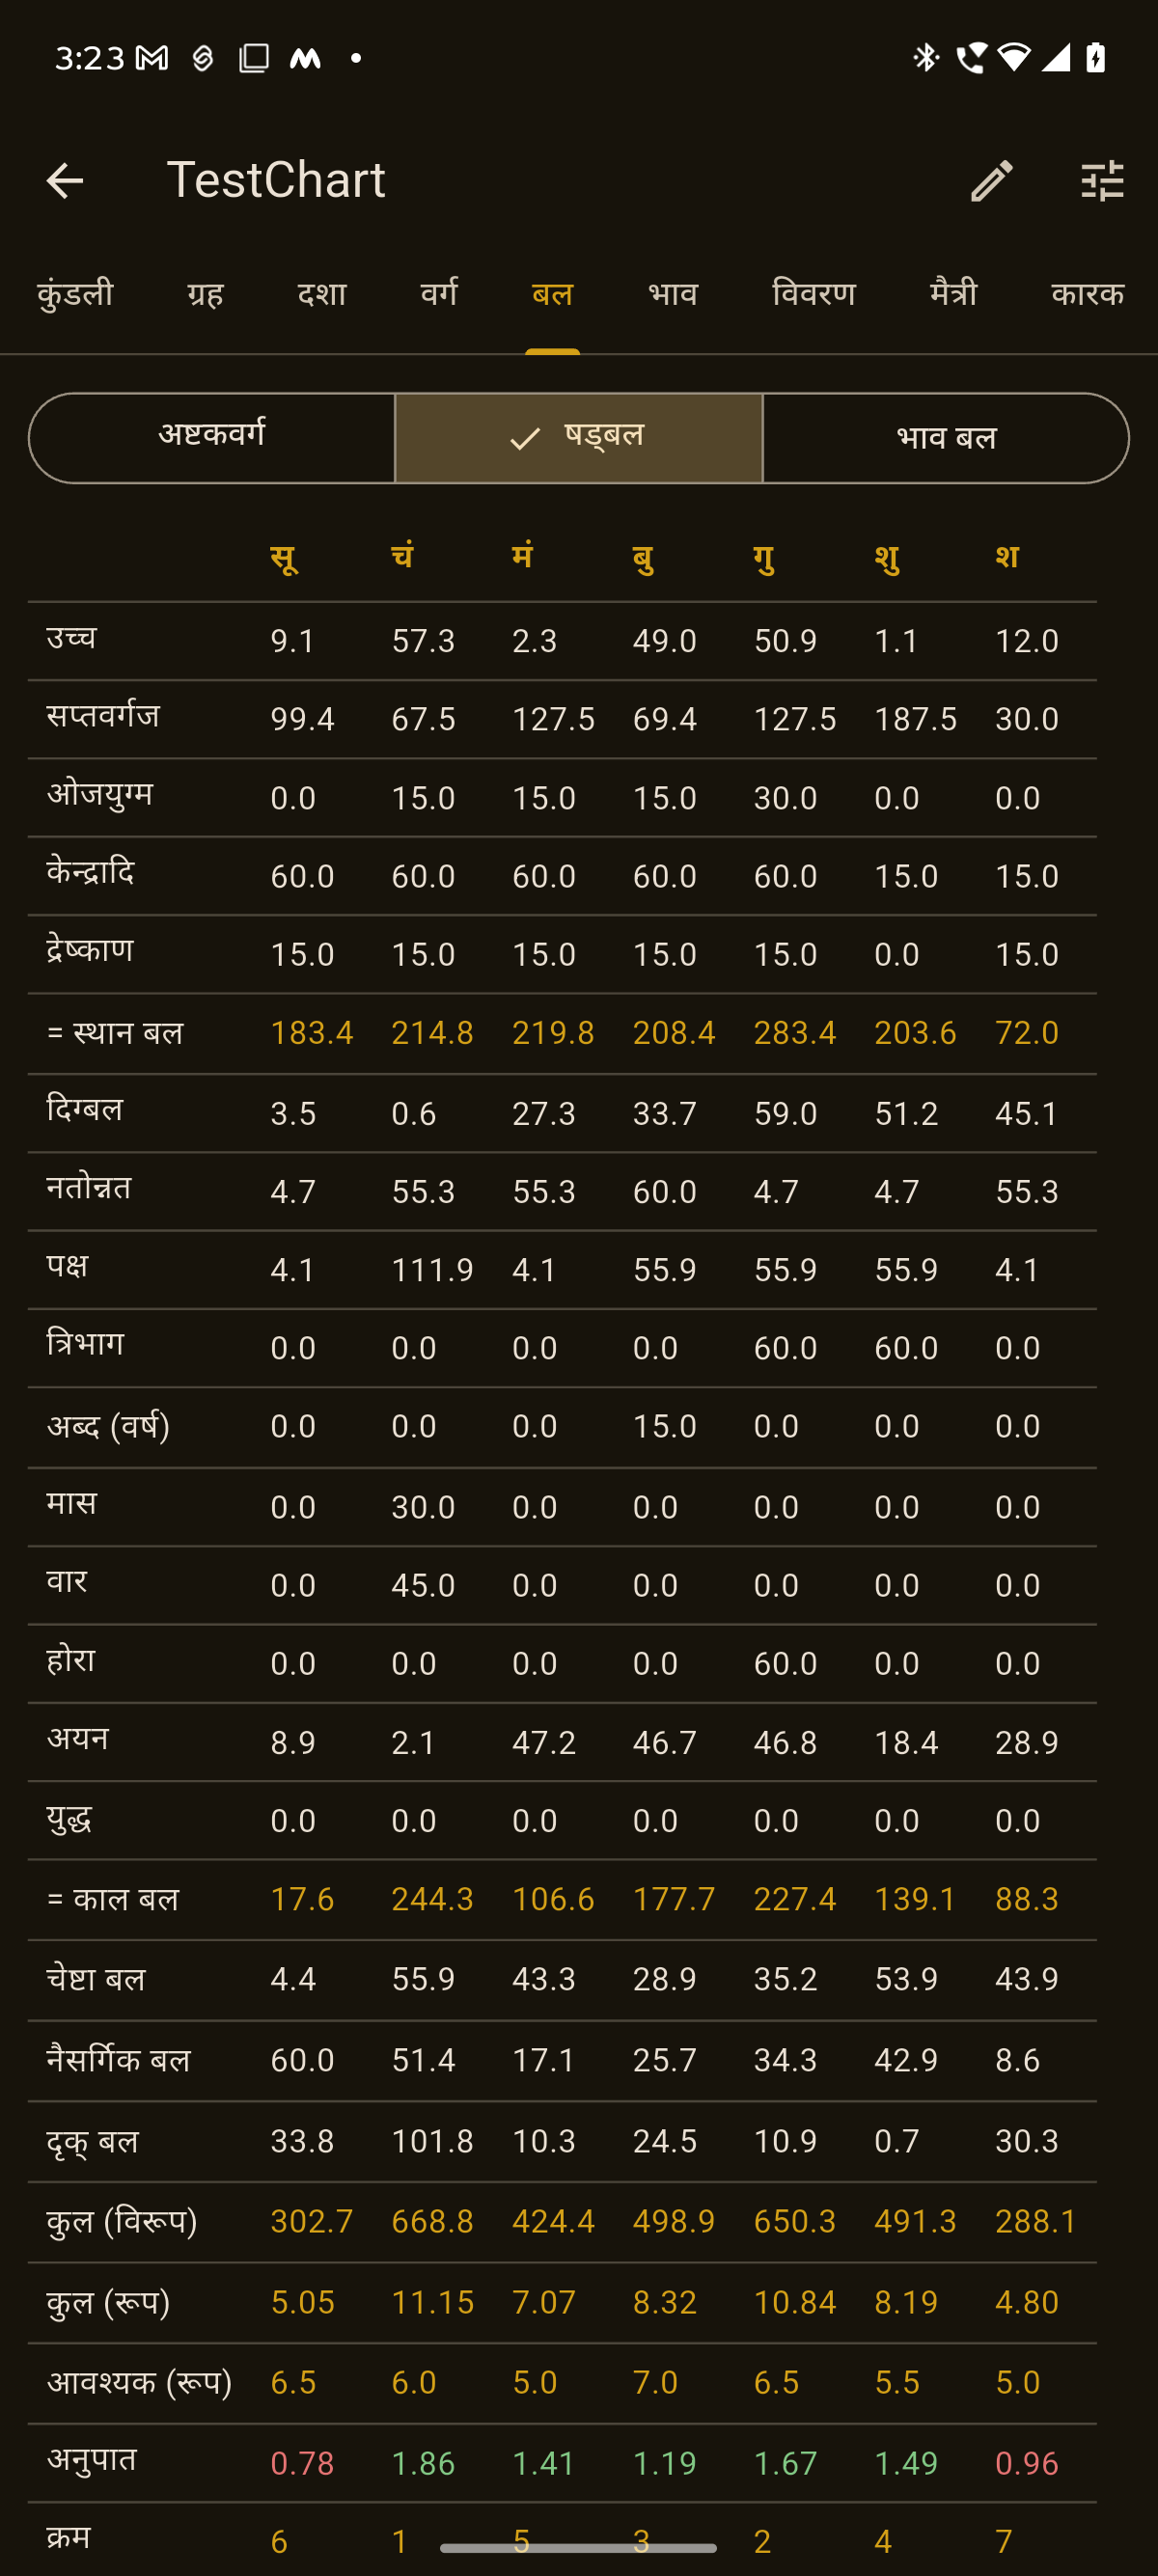 3:23
TestChart
कुंडली ग्रह दशा वर्ग बल भाव विवरण मैत्री कारक
अष्टकवर्ग षड्बल भाव बल
सू चं मं बु गु शु श
उच्च 9.1 57.3 2.3 49.0 50.9 1.1 12.0
सप्तवर्गज 99.4 67.5 127.5 69.4 127.5 187.5 30.0
ओजयुग्म 0.0 15.0 15.0 15.0 30.0 0.0 0.0
केन्द्रादि 60.0 60.0 60.0 60.0 60.0 15.0 15.0
द्रेष्काण 15.0 15.0 15.0 15.0 15.0 0.0 15.0
= स्थान बल 183.4 214.8 219.8 208.4 283.4 203.6 72.0
दिग्बल 3.5 0.6 27.3 33.7 59.0 51.2 45.1
नतोन्नत 4.7 55.3 55.3 60.0 4.7 4.7 55.3
पक्ष 4.1 111.9 4.1 55.9 55.9 55.9 4.1
त्रिभाग 0.0 0.0 0.0 0.0 60.0 60.0 0.0
अब्द (वर्ष) 0.0 0.0 0.0 15.0 0.0 0.0 0.0
मास 0.0 30.0 0.0 0.0 0.0 0.0 0.0
वार 0.0 45.0 0.0 0.0 0.0 0.0 0.0
होरा 0.0 0.0 0.0 0.0 60.0 0.0 0.0
अयन 8.9 2.1 47.2 46.7 46.8 18.4 28.9
युद्ध 0.0 0.0 0.0 0.0 0.0 0.0 0.0
= काल बल 17.6 244.3 106.6 177.7 227.4 139.1 88.3
चेष्टा बल 4.4 55.9 43.3 28.9 35.2 53.9 43.9
नैसर्गिक बल 60.0 51.4 17.1 25.7 34.3 42.9 8.6
दृक् बल 33.8 101.8 10.3 24.5 10.9 0.7 30.3
कुल (विरूप) 302.7 668.8 424.4 498.9 650.3 491.3 288.1
कुल (रूप) 5.05 11.15 7.07 8.32 10.84 8.19 4.80
आवश्यक (रूप) 6.5 6.0 5.0 7.0 6.5 5.5 5.0
अनुपात 0.78 1.86 1.41 1.19 1.67 1.49 0.96
क्रम 6 1 5 3 2 4 7